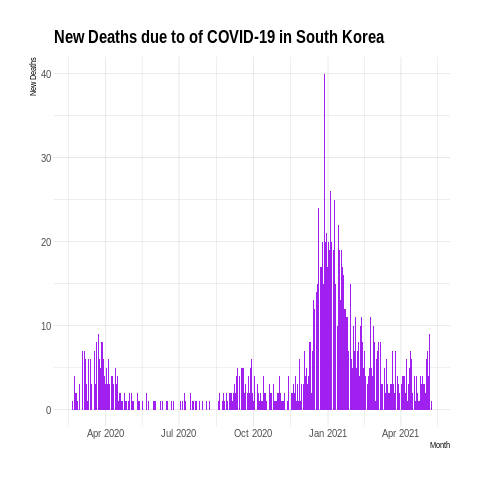 New Deaths due to of COVID-19 in South Korea
New Deaths
40
30
20
10
0
Apr 2020 Jul 2020 Oct 2020 Jan 2021 Apr 2021
Month